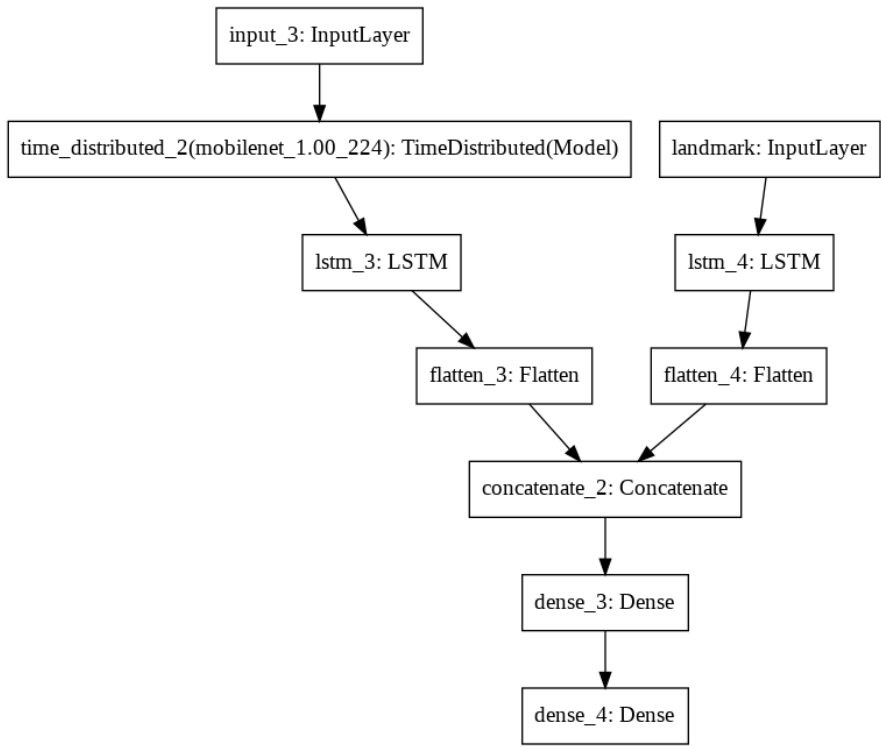 input_3: InputLayer
time_distributed_2(mobilenet_1.00_224): TimeDistributed(Model)
landmark: InputLayer
lstm_3: LSTM
lstm_4: LSTM
flatten_3: Flatten
flatten_4: Flatten
concatenate_2: Concatenate
dense_3: Dense
dense_4: Dense